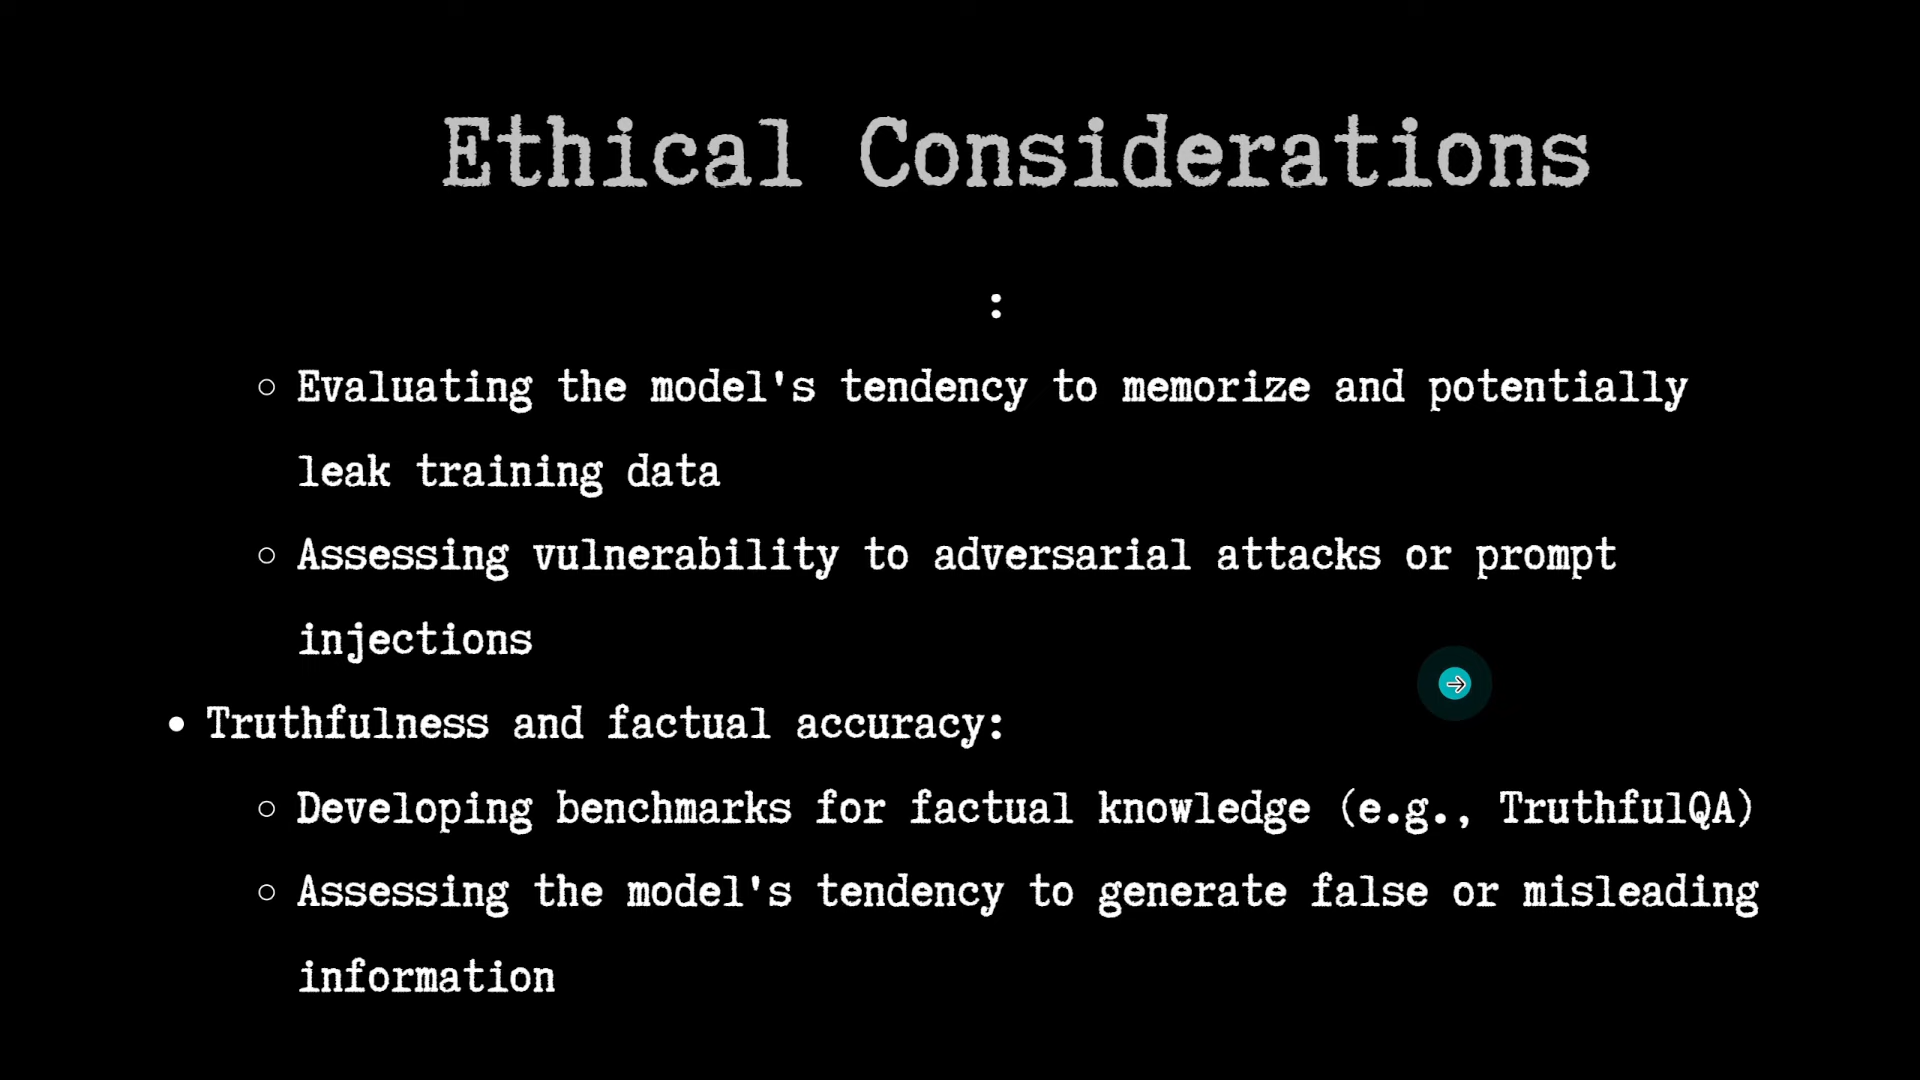 Ethical Considerations
:
○ Evaluating the model's tendency to memorize and potentially
leak training data
○ Assessing vulnerability to adversarial attacks or prompt
injections
• Truthfulness and factual accuracy:
○ Developing benchmarks for factual knowledge (e.g., TruthfulQA)
○ Assessing the model's tendency to generate false or misleading
information